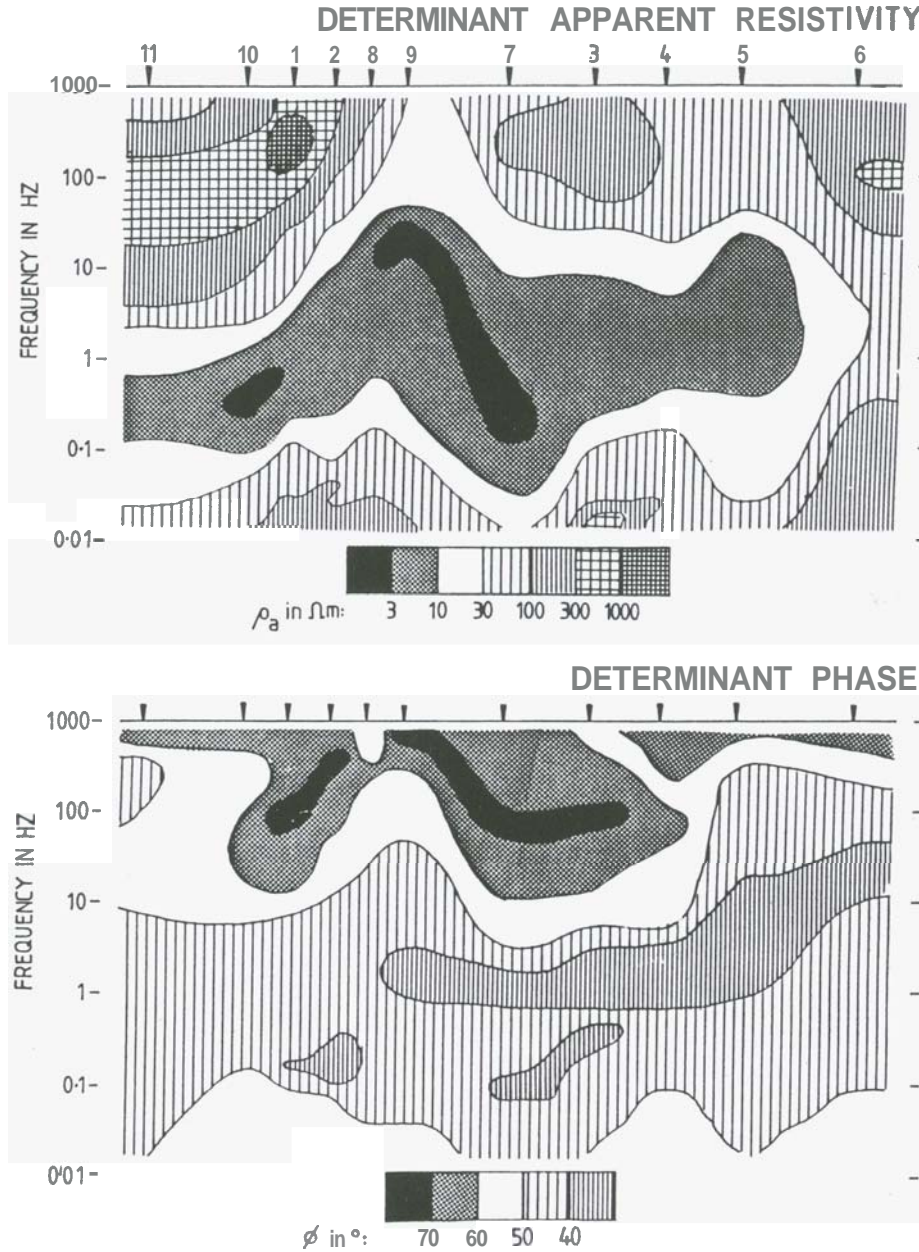 DETERMINANT APPARENT RESISTIVITY
11 10 1 2 8 9 7 3 4 5 6
1000
100
10
1
0·1
0·01
FREQUENCY IN HZ
ρa in Ωm: 3 10 30 100 300 1000
DETERMINANT PHASE
1000
100
10
1
0·1
0·01
FREQUENCY IN HZ
ø in °: 70 60 50 40